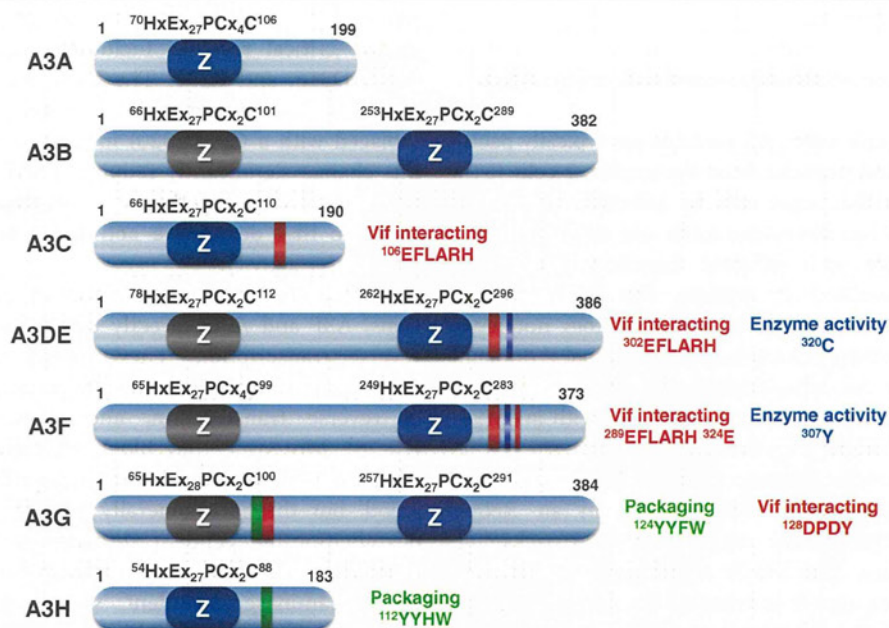 ⁷⁰HxEx₂₇PCx₄C¹⁰⁶
1 199
A3A Z
⁶⁶HxEx₂₇PCx₂C¹⁰¹ ²⁵³HxEx₂₇PCx₂C²⁸⁹
1 382
A3B Z Z
⁶⁶HxEx₂₇PCx₂C¹¹⁰
1 190
A3C Z Vif interacting
¹⁰⁶EFLARH
⁷⁸HxEx₂₇PCx₂C¹¹² ²⁶²HxEx₂₇PCx₂C²⁹⁶
1 386
A3DE Z Z Vif interacting Enzyme activity
³⁰²EFLARH ³²⁰C
⁶⁵HxEx₂₇PCx₄C⁹⁹ ²⁴⁹HxEx₂₇PCx₂C²⁸³
1 373
A3F Z Z Vif interacting Enzyme activity
²⁸⁹EFLARH ³²⁴E ³⁰⁷Y
⁶⁵HxEx₂₈PCx₂C¹⁰⁰ ²⁵⁷HxEx₂₇PCx₂C²⁹¹
1 384
A3G Z Z Packaging Vif interacting
¹²⁴YYFW ¹²⁸DPDY
⁵⁴HxEx₂₇PCx₂C⁸⁸
1 183
A3H Z Packaging
¹¹²YYHW